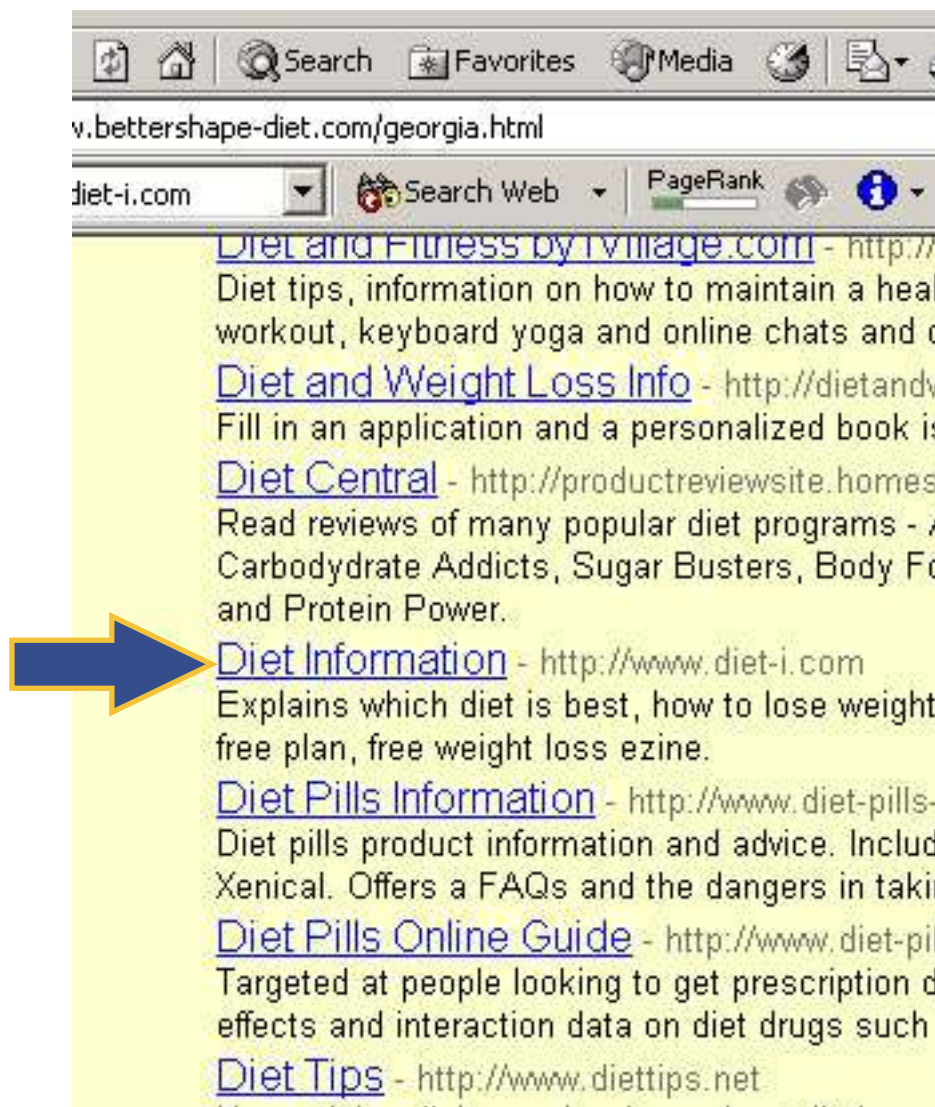 Search Favorites Media
v.bettershape-diet.com/georgia.html
diet-i.com Search Web PageRank
Diet and Fitness by iVillage.com - http://
Diet tips, information on how to maintain a heal
workout, keyboard yoga and online chats and
Diet and Weight Loss Info - http://dietandw
Fill in an application and a personalized book is
Diet Central - http://productreviewsite.homes
Read reviews of many popular diet programs - A
Carbodydrate Addicts, Sugar Busters, Body Fo
and Protein Power.
Diet Information - http://www.diet-i.com
Explains which diet is best, how to lose weight
free plan, free weight loss ezine.
Diet Pills Information - http://www.diet-pills-
Diet pills product information and advice. Includ
Xenical. Offers a FAQs and the dangers in takin
Diet Pills Online Guide - http://www.diet-pil
Targeted at people looking to get prescription d
effects and interaction data on diet drugs such
Diet Tips - http://www.diettips.net